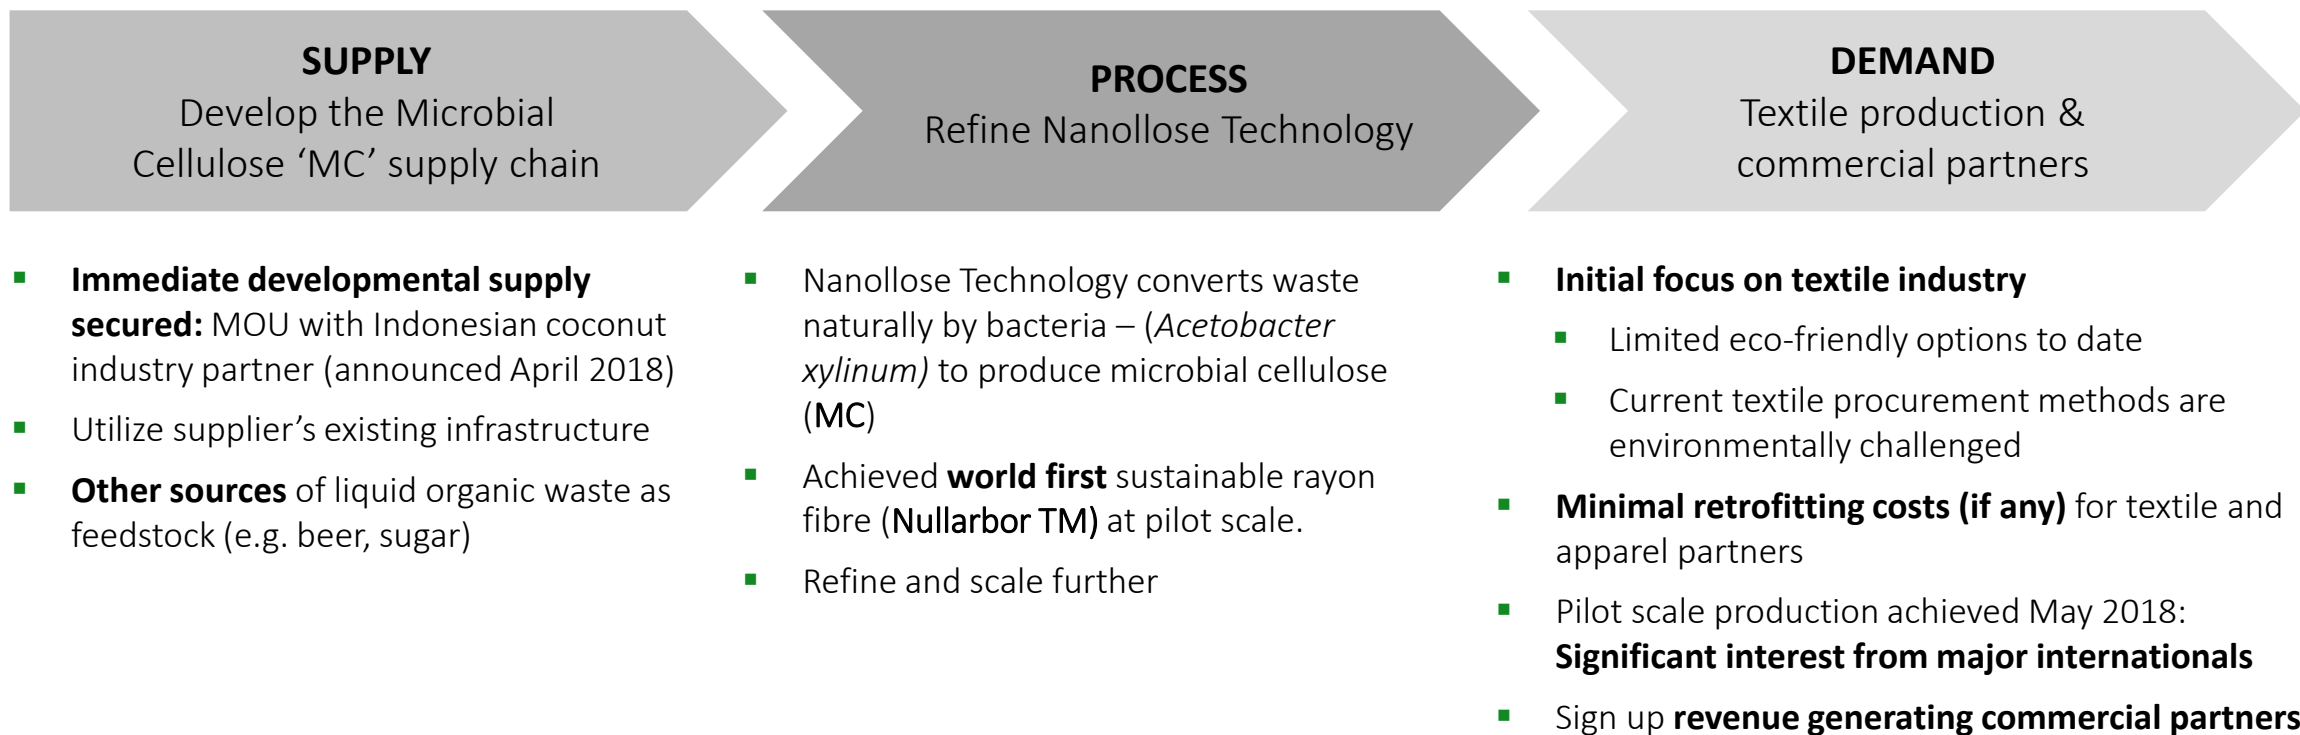 SUPPLY
Develop the Microbial
Cellulose ‘MC’ supply chain
PROCESS
Refine Nanollose Technology
DEMAND
Textile production &
commercial partners
▪ Immediate developmental supply
secured: MOU with Indonesian coconut
industry partner (announced April 2018)
▪ Utilize supplier’s existing infrastructure
▪ Other sources of liquid organic waste as
feedstock (e.g. beer, sugar)
▪ Nanollose Technology converts waste
naturally by bacteria – (Acetobacter
xylinum) to produce microbial cellulose
(MC)
▪ Achieved world first sustainable rayon
fibre (Nullarbor TM) at pilot scale.
▪ Refine and scale further
▪ Initial focus on textile industry
▪ Limited eco-friendly options to date
▪ Current textile procurement methods are
environmentally challenged
▪ Minimal retrofitting costs (if any) for textile and
apparel partners
▪ Pilot scale production achieved May 2018:
Significant interest from major internationals
▪ Sign up revenue generating commercial partners